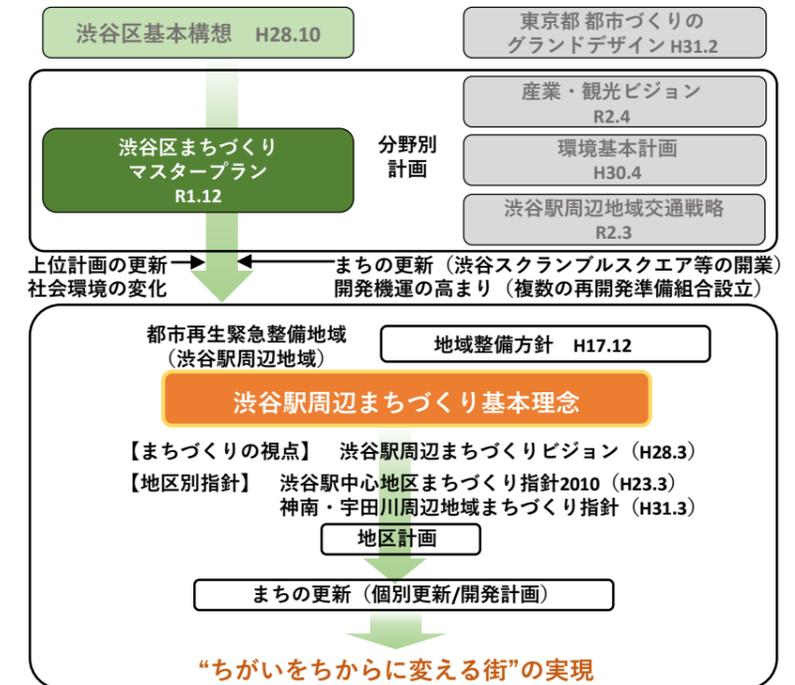 渋谷区基本構想 H28.10
東京都 都市づくりの
グランドデザイン H31.2
産業・観光ビジョン
R2.4
渋谷区まちづくり
マスタープラン
R1.12
分野別
計画
環境基本計画
H30.4
渋谷駅周辺地域交通戦略
R2.3
上位計画の更新
社会環境の変化
まちの更新（渋谷スクランブルスクエア等の開業）
開発機運の高まり（複数の再開発準備組合設立）
都市再生緊急整備地域
（渋谷駅周辺地域）
地域整備方針 H17.12
渋谷駅周辺まちづくり基本理念
【まちづくりの視点】 渋谷駅周辺まちづくりビジョン（H28.3）
【地区別指針】 渋谷駅中心地区まちづくり指針2010（H23.3）
神南・宇田川周辺地域まちづくり指針（H31.3）
地区計画
まちの更新（個別更新/開発計画）
“ちがいをちからに変える街”の実現